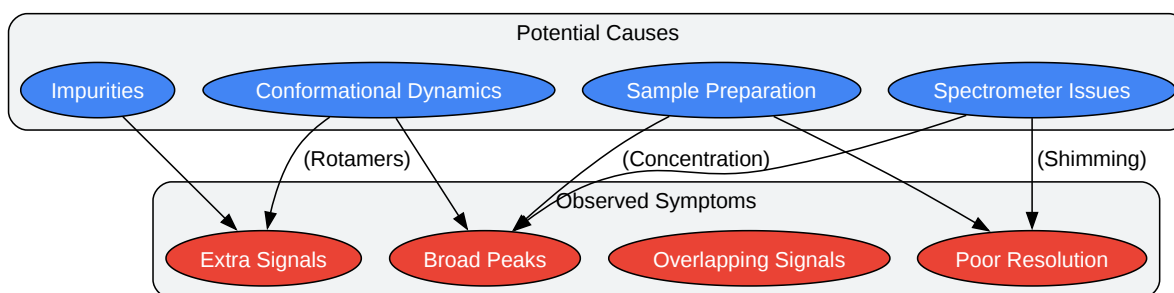 Potential Causes
Impurities
Conformational Dynamics
Sample Preparation
Spectrometer Issues
(Rotamers)
(Concentration)
(Shimming)
Observed Symptoms
Extra Signals
Broad Peaks
Overlapping Signals
Poor Resolution